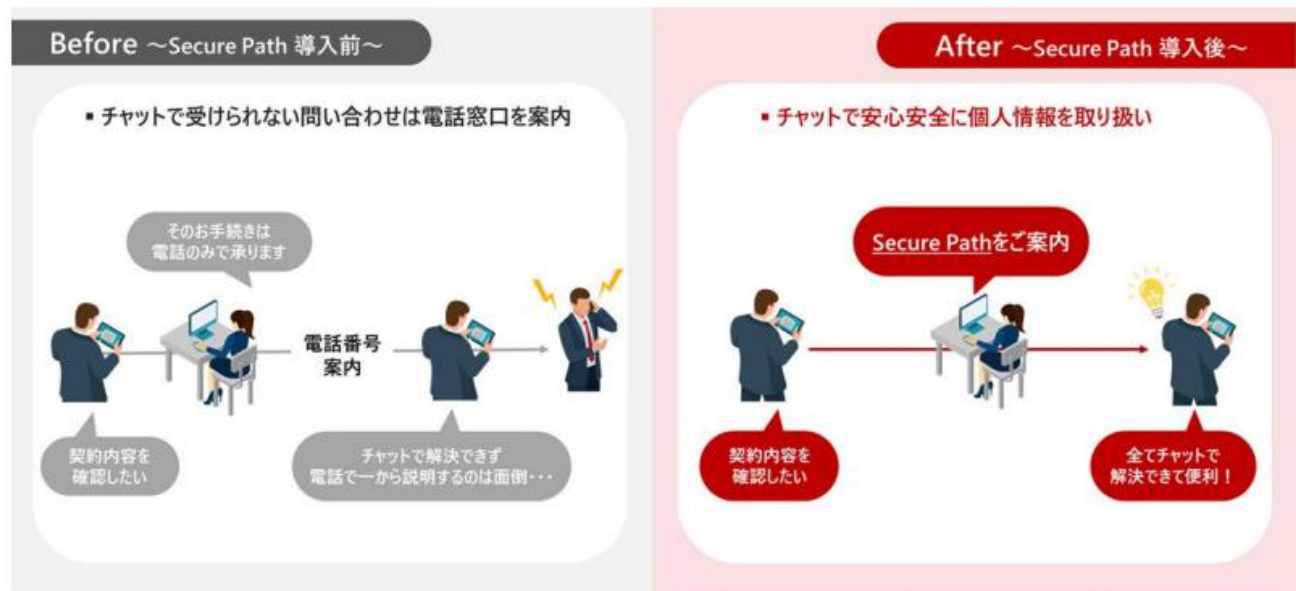 Before ～Secure Path 導入前～
▪ チャットで受けられない問い合わせは電話窓口を案内
そのお手続きは
電話のみで承ります
電話番号
案内
契約内容を
確認したい
チャットで解決できず
電話で一から説明するのは面倒・・・
After ～Secure Path 導入後～
▪ チャットで安心安全に個人情報を取り扱い
Secure Pathをご案内
契約内容を
確認したい
全てチャットで
解決できて便利！